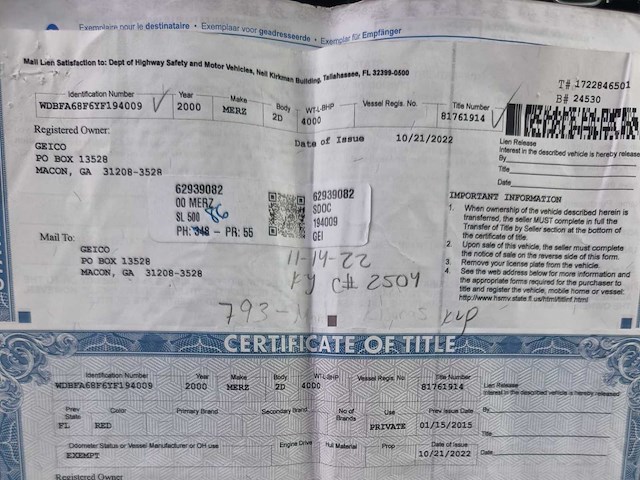 Exemplaire pour le destinataire • Exemplaar voor geadresseerde • Exemplar für Empfänger
Mail Lien Satisfaction to: Dept of Highway Safety and Motor Vehicles, Neil Kirkman Building, Tallahassee, FL 32399-0500
T# 1722846501
B# 24530
Identification Number Year Make Body WT-L-BHP Vessel Regis. No. Title Number
WDBFA68F6YF194009 2000 MERZ 2D 4000 81761914
Registered Owner: Date of Issue 10/21/2022
Lien Release
Interest in the described vehicle is hereby release
By
Title
Date
GEICO
PO BOX 13528
MACON, GA 31208-3528
62939082
00 MERZ
SL 500 86
PH: 348 - PR: 55
62939082
SDOC
194009
GEI
IMPORTANT INFORMATION
1. When ownership of the vehicle described herein is
transferred, the seller MUST complete in full the
Transfer of Title by Seller section at the bottom of
the certificate of title.
2. Upon sale of this vehicle, the seller must complete
the notice of sale on the reverse side of this form.
3. Remove your license plate from the vehicle.
4. See the web address below for more information and
the appropriate forms required for the purchaser to
title and register the vehicle, mobile home or vessel:
http://www.hsmv.state.fl.us/html/titlinf.html
Mail To:
GEICO
PO BOX 13528
MACON, GA 31208-3528
11-14-22
KY C# 2504
793-
CERTIFICATE OF TITLE
Identification Number Year Make Body WT-L-BHP Vessel Regis. No. Title Number
WDBFA68F6YF194009 2000 MERZ 2D 4000 81761914
Lien Release
Interest in the described vehicle is hereby released
Prev State Color Primary Brand Secondary Brand No of Brands Use Prev Issue Date
FL RED PRIVATE 01/15/2015
By
Title
Odometer Status or Vessel Manufacturer or OH use Engine Drive Hull Material Prop Date of Issue
EXEMPT 10/21/2022
Date
Registered Owner